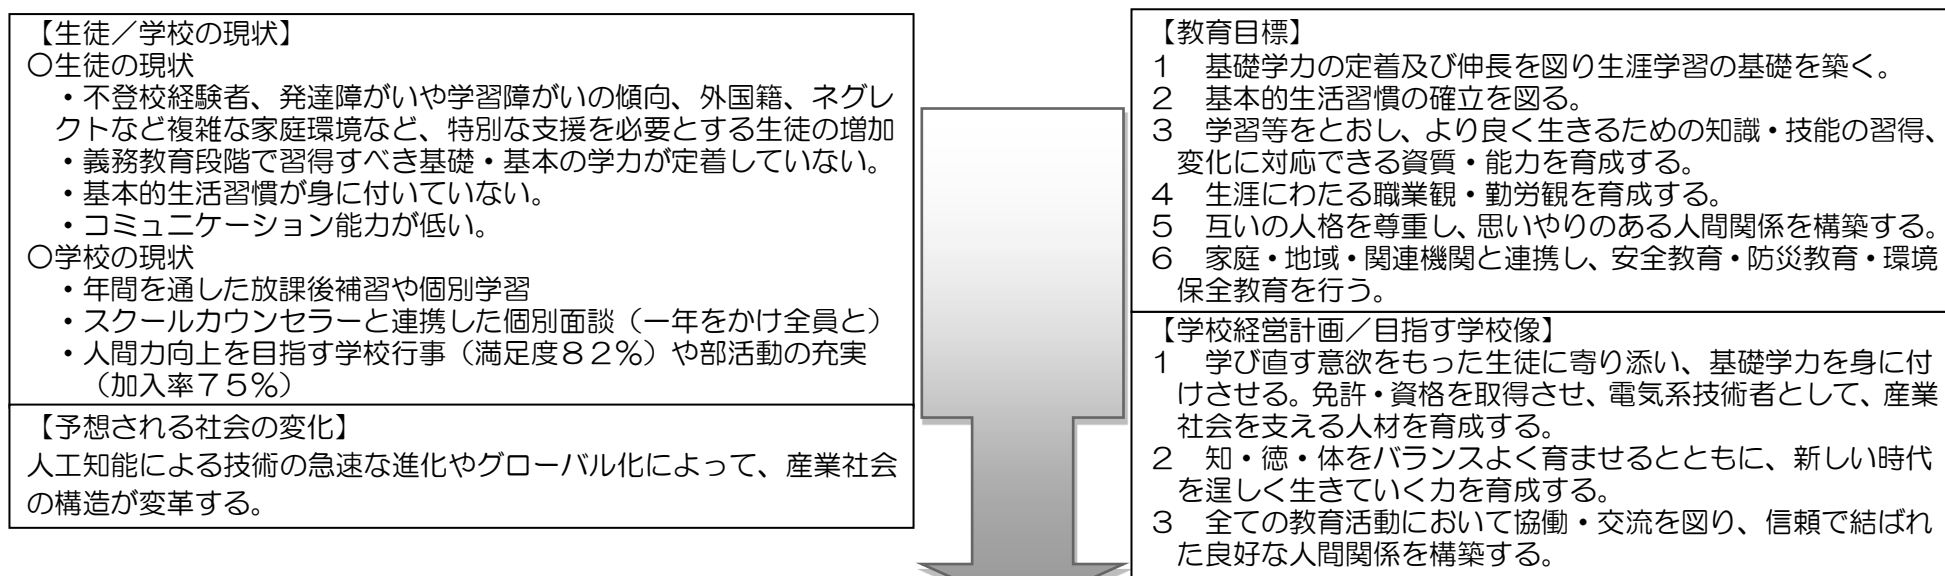 【生徒／学校の現状】
〇生徒の現状
・不登校経験者、発達障がいや学習障がいの傾向、外国籍、ネグレ
クトなど複雑な家庭環境など、特別な支援を必要とする生徒の増加
・義務教育段階で習得すべき基礎・基本の学力が定着していない。
・基本的生活習慣が身に付いていない。
・コミュニケーション能力が低い。
〇学校の現状
・年間を通した放課後補習や個別学習
・スクールカウンセラーと連携した個別面談（一年をかけ全員と）
・人間力向上を目指す学校行事（満足度８２％）や部活動の充実
（加入率７５％）
【予想される社会の変化】
人工知能による技術の急速な進化やグローバル化によって、産業社会
の構造が変革する。
【教育目標】
１　基礎学力の定着及び伸長を図り生涯学習の基礎を築く。
２　基本的生活習慣の確立を図る。
３　学習等をとおし、より良く生きるための知識・技能の習得、
変化に対応できる資質・能力を育成する。
４　生涯にわたる職業観・勤労観を育成する。
５　互いの人格を尊重し、思いやりのある人間関係を構築する。
６　家庭・地域・関連機関と連携し、安全教育・防災教育・環境
保全教育を行う。
【学校経営計画／目指す学校像】
１　学び直す意欲をもった生徒に寄り添い、基礎学力を身に付
けさせる。免許・資格を取得させ、電気系技術者として、産業
社会を支える人材を育成する。
２　知・徳・体をバランスよく育ませるとともに、新しい時代
を逞しく生きていく力を育成する。
３　全ての教育活動において協働・交流を図り、信頼で結ばれ
た良好な人間関係を構築する。